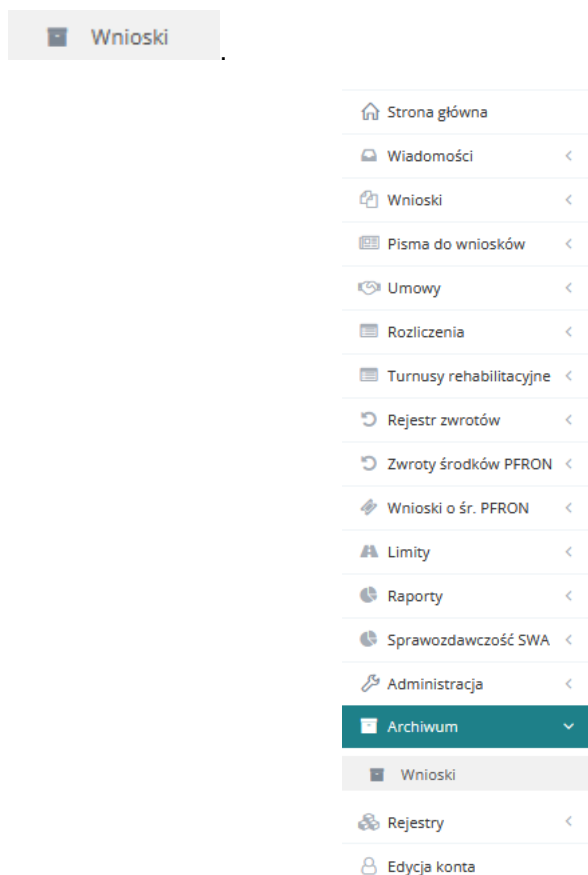 Wnioski
.
Strona główna
Wiadomości
Wnioski
Pisma do wniosków
Umowy
Rozliczenia
Turnusy rehabilitacyjne
Rejestr zwrotów
Zwroty środków PFRON
Wnioski o śr. PFRON
Limity
Raporty
Sprawozdawczość SWA
Administracja
Archiwum
Wnioski
Rejestry
Edycja konta